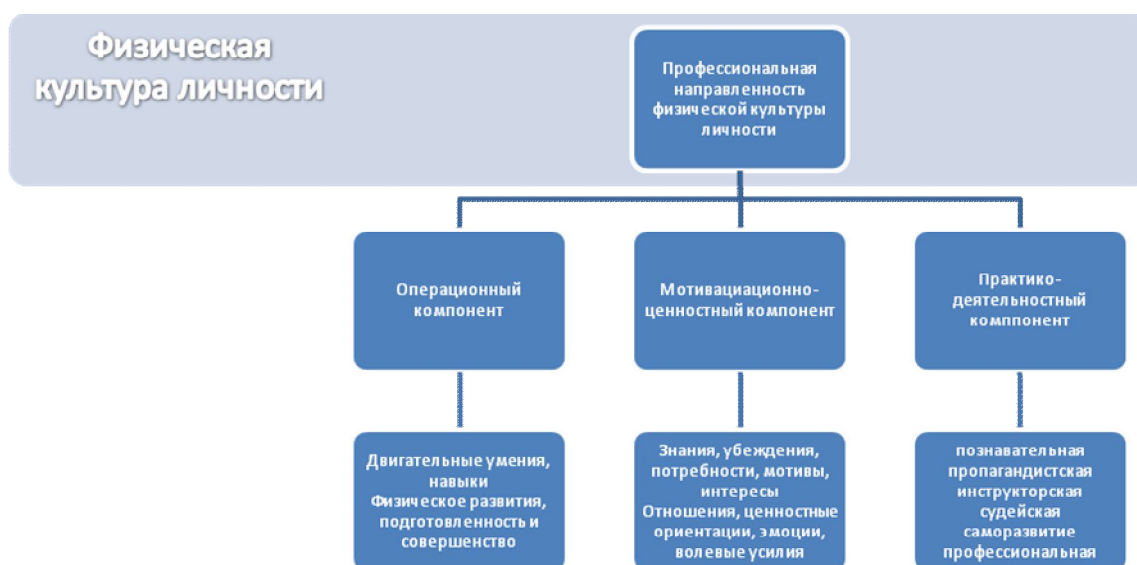 Физическая
культура личности
Профессиональная
направленность
физической культуры
личности
Операционный
компонент
Мотивациационно-
ценностный компонент
Практико-
деятельностный
комппонент
Двигательные умения,
навыки
Физическое развития,
подготовленность и
совершенство
Знания, убеждения,
потребности, мотивы,
интересы
Отношения, ценностные
ориентации, эмоции,
волевые усилия
познавательная
пропагандистская
инструкторская
судейская
саморазвитие
профессиональная